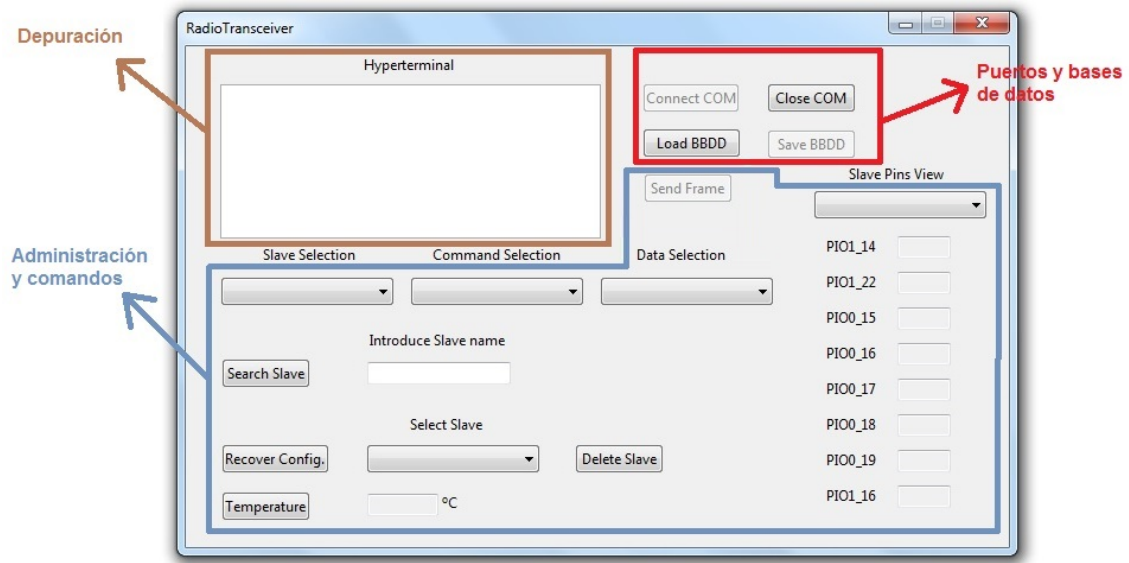 RadioTransceiver
Depuración
Hyperterminal
Puertos y bases
de datos
Connect COM
Close COM
Load BBDD
Save BBDD
Send Frame
Slave Pins View
Administración
y comandos
Slave Selection
Command Selection
Data Selection
PIO1_14
PIO1_22
PIO0_15
Introduce Slave name
PIO0_16
Search Slave
PIO0_17
Select Slave
PIO0_18
Recover Config.
Delete Slave
PIO0_19
Temperature
ºC
PIO1_16